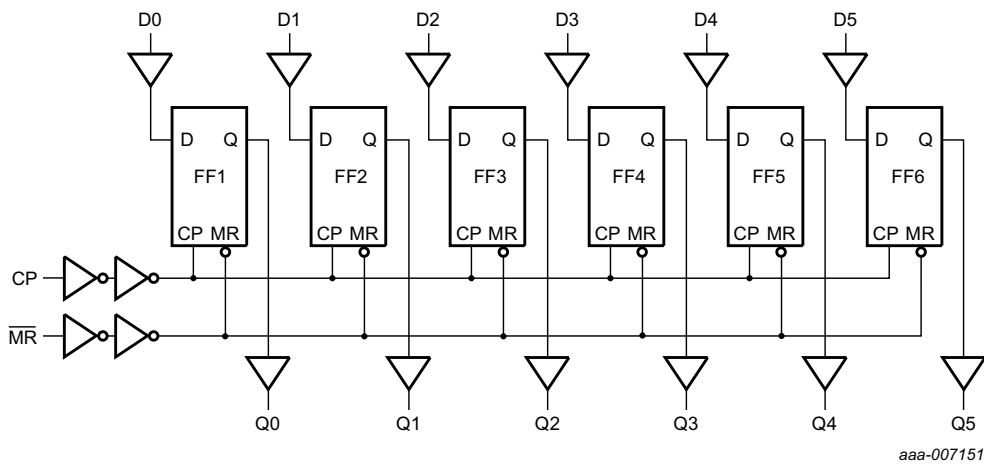 D0 D1 D2 D3 D4 D5
D Q D Q D Q D Q D Q D Q
FF1 FF2 FF3 FF4 FF5 FF6
CP MR CP MR CP MR CP MR CP MR CP MR
CP
M̅R̅
Q0 Q1 Q2 Q3 Q4 Q5
aaa-007151